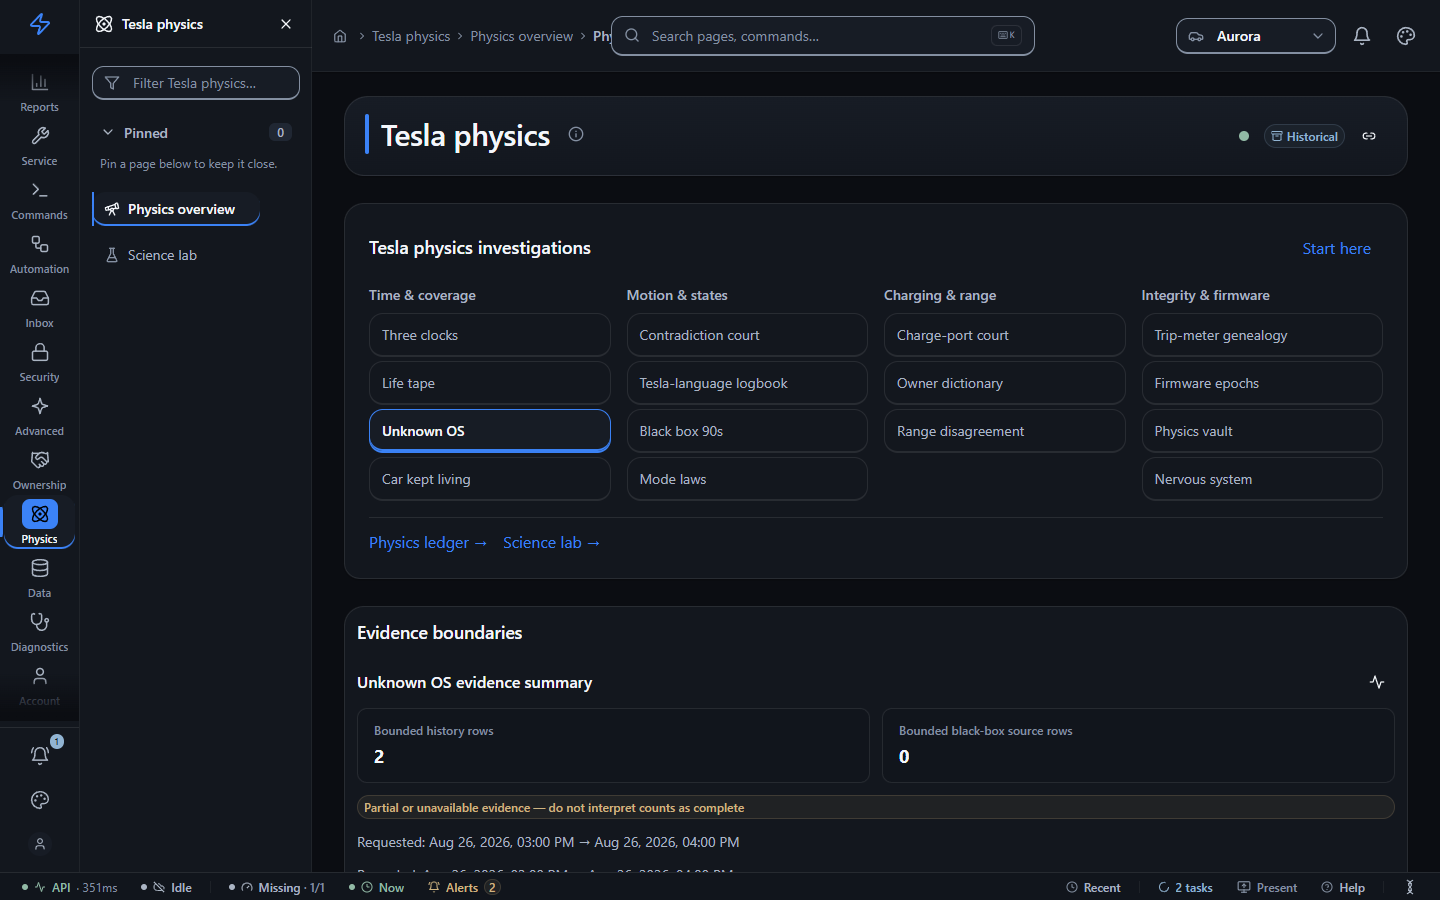 Tesla physics
Tesla physics
Physics overview
Search pages, commands...
K
Aurora
Reports
Service
Commands
Automation
Inbox
Security
Advanced
Ownership
Physics
Data
Diagnostics
Account
1
Filter Tesla physics...
Pinned
0
Pin a page below to keep it close.
Physics overview
Science lab
Tesla physics
Historical
Tesla physics investigations
Start here
Time & coverage
Three clocks
Life tape
Unknown OS
Car kept living
Motion & states
Contradiction court
Tesla-language logbook
Black box 90s
Mode laws
Charging & range
Charge-port court
Owner dictionary
Range disagreement
Integrity & firmware
Trip-meter genealogy
Firmware epochs
Physics vault
Nervous system
Physics ledger →
Science lab →
Evidence boundaries
Unknown OS evidence summary
Bounded history rows
2
Bounded black-box source rows
0
Partial or unavailable evidence — do not interpret counts as complete
Requested: Aug 26, 2026, 03:00 PM → Aug 26, 2026, 04:00 PM
API · 351ms
Idle
Missing · 1/1
Now
Alerts 2
Recent
2 tasks
Present
Help